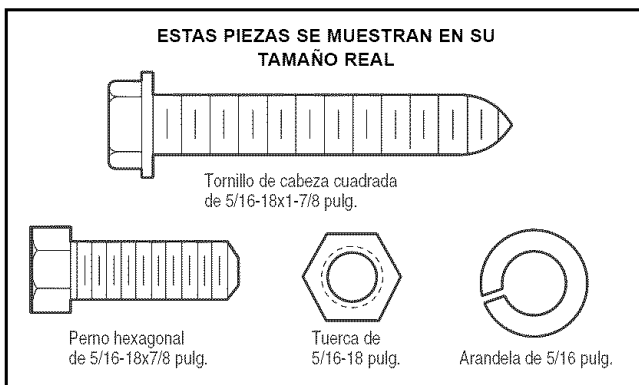 ESTAS PIEZAS SE MUESTRAN EN SU
TAMAÑO REAL
Tornillo de cabeza cuadrada
de 5/16-18x1-7/8 pulg.
Perno hexagonal
de 5/16-18x7/8 pulg.
Tuerca de
5/16-18 pulg.
Arandela de 5/16 pulg.